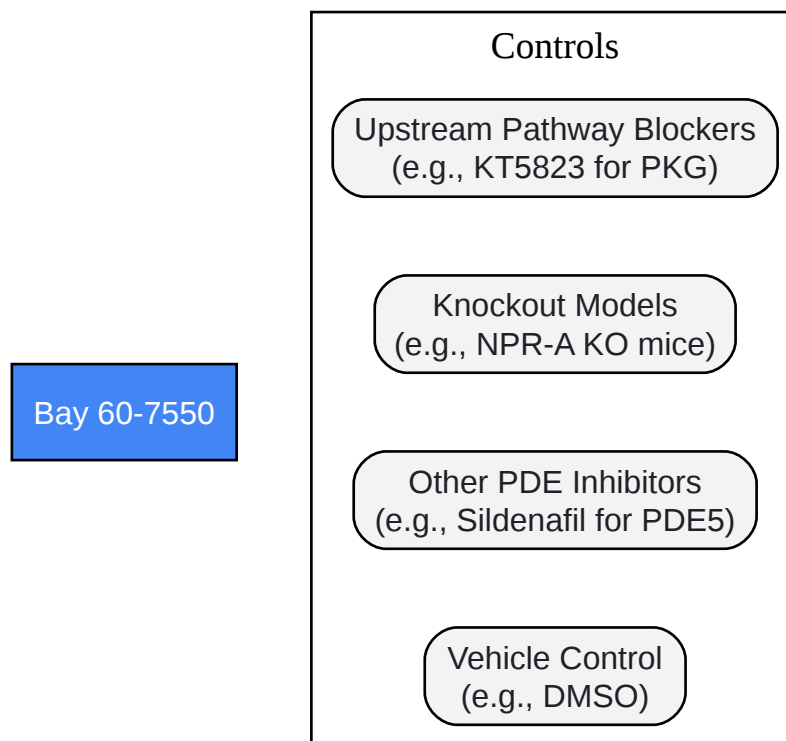 Controls
Upstream Pathway Blockers
(e.g., KT5823 for PKG)
Knockout Models
(e.g., NPR-A KO mice)
Bay 60-7550
Other PDE Inhibitors
(e.g., Sildenafil for PDE5)
Vehicle Control
(e.g., DMSO)